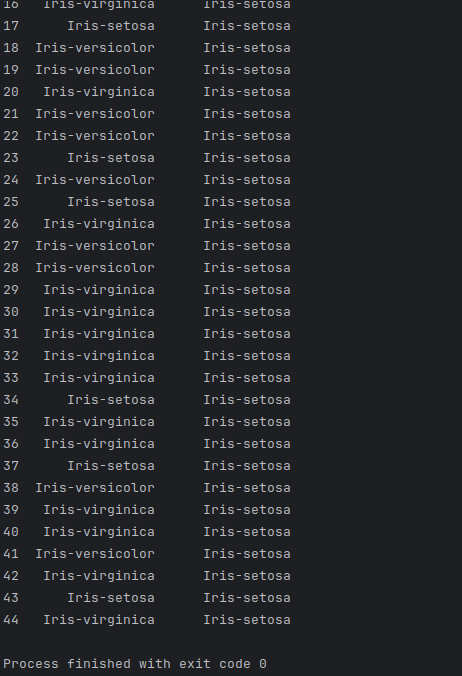 16   Iris-virginica      Iris-setosa
17      Iris-setosa      Iris-setosa
18  Iris-versicolor      Iris-setosa
19  Iris-versicolor      Iris-setosa
20   Iris-virginica      Iris-setosa
21  Iris-versicolor      Iris-setosa
22  Iris-versicolor      Iris-setosa
23      Iris-setosa      Iris-setosa
24  Iris-versicolor      Iris-setosa
25      Iris-setosa      Iris-setosa
26   Iris-virginica      Iris-setosa
27  Iris-versicolor      Iris-setosa
28  Iris-versicolor      Iris-setosa
29   Iris-virginica      Iris-setosa
30   Iris-virginica      Iris-setosa
31   Iris-virginica      Iris-setosa
32   Iris-virginica      Iris-setosa
33   Iris-virginica      Iris-setosa
34      Iris-setosa      Iris-setosa
35   Iris-virginica      Iris-setosa
36   Iris-virginica      Iris-setosa
37      Iris-setosa      Iris-setosa
38  Iris-versicolor      Iris-setosa
39   Iris-virginica      Iris-setosa
40   Iris-virginica      Iris-setosa
41  Iris-versicolor      Iris-setosa
42   Iris-virginica      Iris-setosa
43      Iris-setosa      Iris-setosa
44   Iris-virginica      Iris-setosa
Process finished with exit code 0